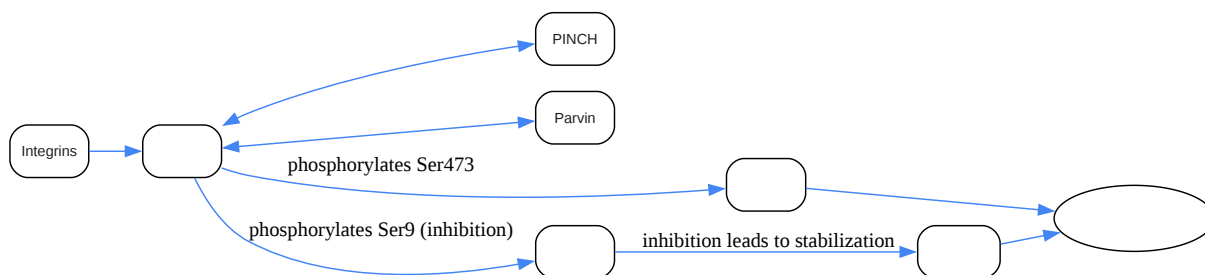 PINCH
Parvin
Integrins
phosphorylates Ser473
phosphorylates Ser9 (inhibition)
inhibition leads to stabilization